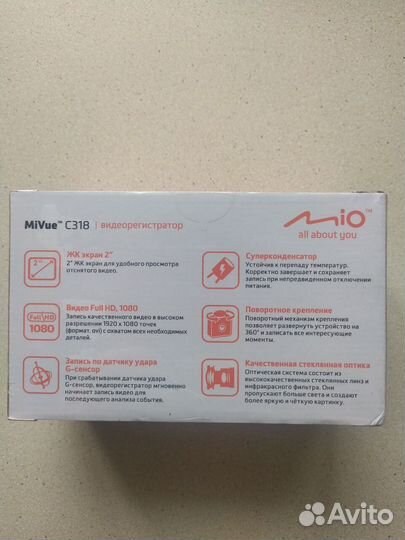 MiVue™ C318 | видеорегистратор
MiO™
all about you
2"
ЖК экран 2"
2" ЖК экран для удобного просмотра
отснятого видео.
Full HD
1080
Видео Full HD, 1080
Запись качественного видео в высоком
разрешении 1920 x 1080 точек
(формат .avi) с охватом всех необходимых
деталей.
Запись по датчику удара
G-сенсор
При срабатывании датчика удара
G-сенсор, видеорегистратор мгновенно
начинает запись видео для
последующего анализа события.
Суперконденсатор
Устойчив к перепаду температур.
Корректно завершает и сохраняет
запись при непредвиденном отключении
питания.
Поворотное крепление
Поворотный механизм крепления
позволяет развернуть устройство на
360° и записать все интересующие
моменты.
Качественная стеклянная оптика
Оптическая система состоит из
высококачественных стеклянных линз и
инфракрасного фильтра. Они
пропускают больше света и создают
более яркую и чёткую картинку.
Avito